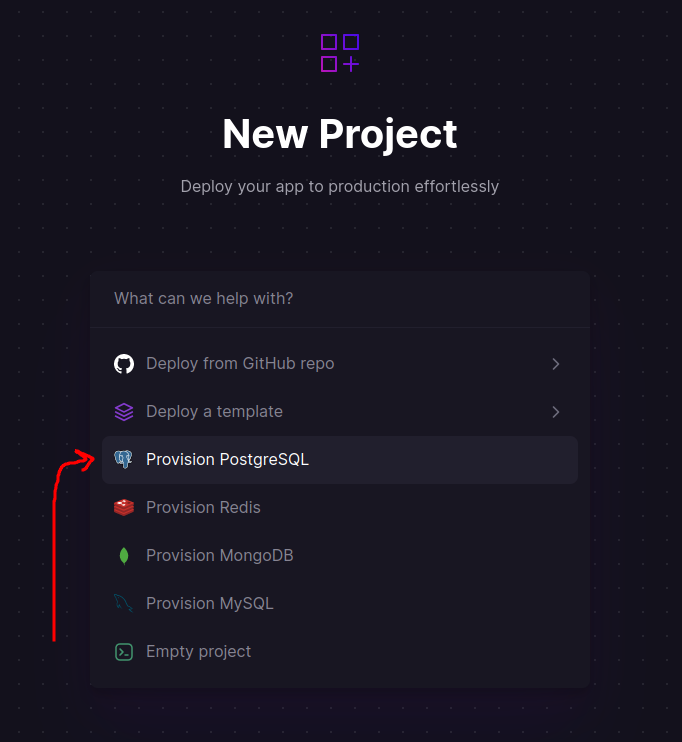 New Project
Deploy your app to production effortlessly
What can we help with?
Deploy from GitHub repo
Deploy a template
Provision PostgreSQL
Provision Redis
Provision MongoDB
Provision MySQL
Empty project